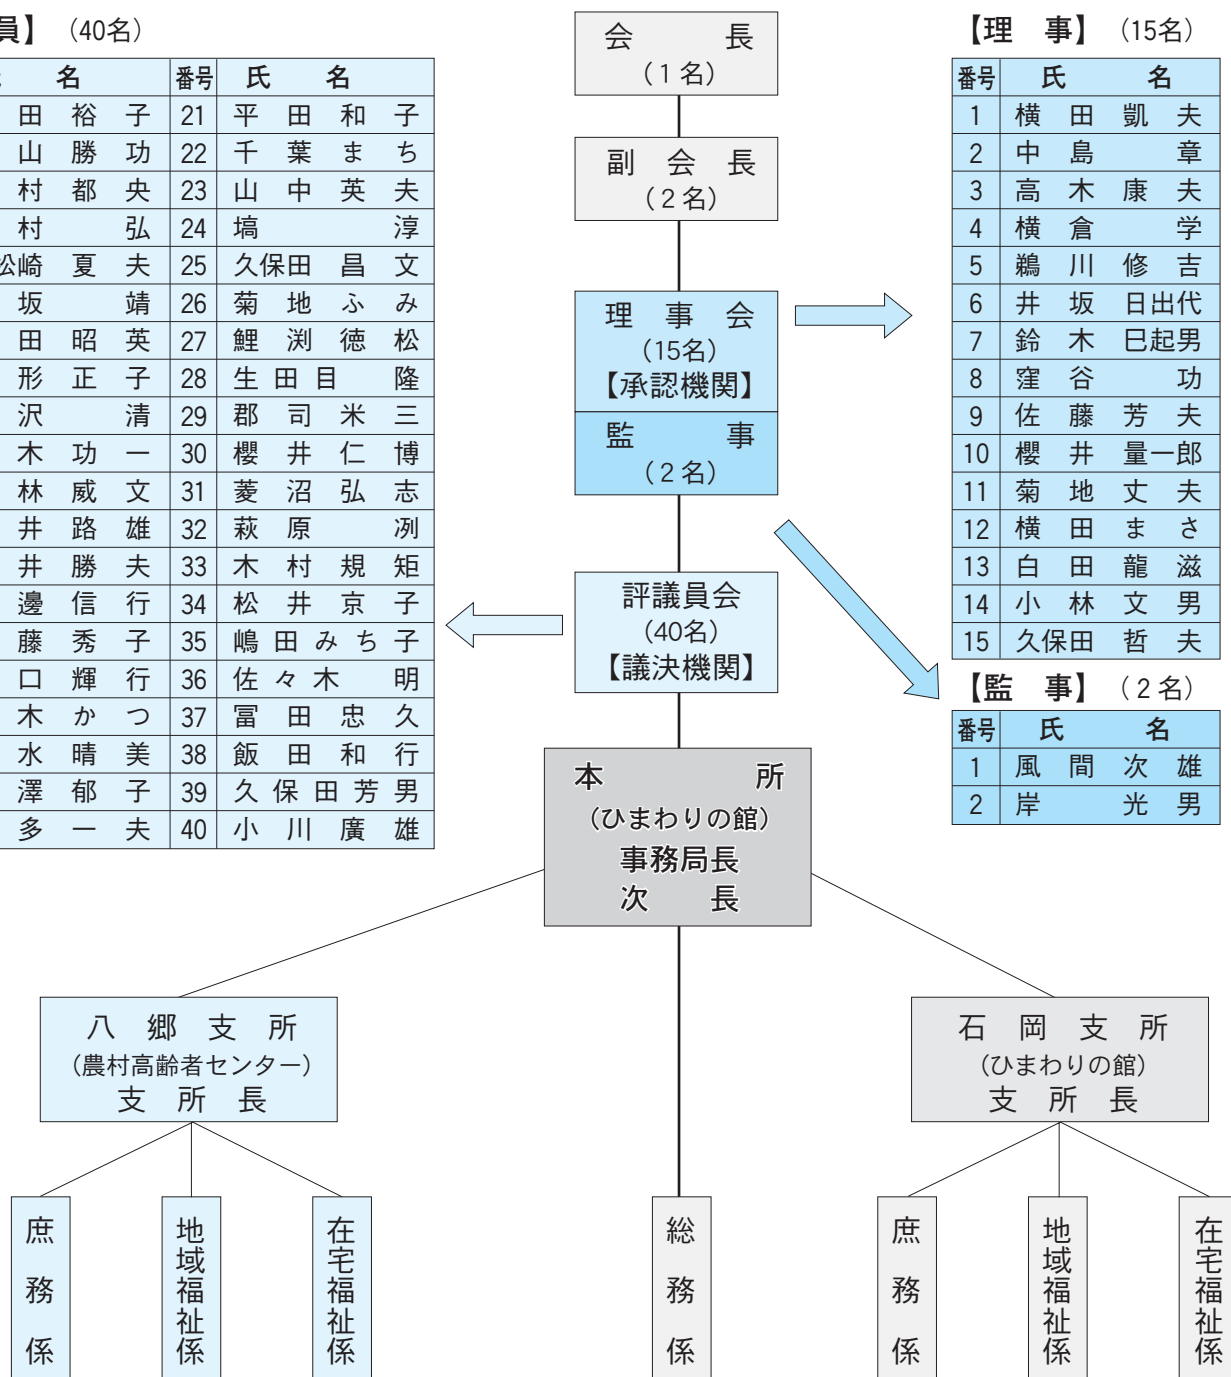 員】（40名）
名 番号 氏 名
田 裕 子 21 平 田 和 子
山 勝 功 22 千 葉 ま ち
村 都 央 23 山 中 英 夫
村 弘 24 塙 淳
松崎 夏 夫 25 久保田 昌 文
坂 靖 26 菊 地 ふ み
田 昭 英 27 鯉 渕 徳 松
形 正 子 28 生 田 目 隆
沢 清 29 郡 司 米 三
木 功 一 30 櫻 井 仁 博
林 威 文 31 菱 沼 弘 志
井 路 雄 32 萩 原 冽
井 勝 夫 33 木 村 規 矩
邊 信 行 34 松 井 京 子
藤 秀 子 35 嶋 田 み ち 子
口 輝 行 36 佐 々 木 明
木 か つ 37 冨 田 忠 久
水 晴 美 38 飯 田 和 行
澤 郁 子 39 久 保 田 芳 男
多 一 夫 40 小 川 廣 雄
会 長
（1名）
副 会 長
（2名）
理 事 会
（15名）
【承認機関】
監 事
（2名）
評議員会
（40名）
【議決機関】
【理 事】（15名）
番号 氏 名
1 横 田 凱 夫
2 中 島 章
3 高 木 康 夫
4 横 倉 学
5 鵜 川 修 吉
6 井 坂 日出代
7 鈴 木 巳起男
8 窪 谷 功
9 佐 藤 芳 夫
10 櫻 井 量一郎
11 菊 地 丈 夫
12 横 田 ま さ
13 白 田 龍 滋
14 小 林 文 男
15 久保田 哲 夫
【監 事】（2名）
番号 氏 名
1 風 間 次 雄
2 岸 光 男
本 所
（ひまわりの館）
事務局長
次 長
八 郷 支 所
（農村高齢者センター）
支 所 長
石 岡 支 所
（ひまわりの館）
支 所 長
庶務係
地域福祉係
在宅福祉係
総務係
庶務係
地域福祉係
在宅福祉係